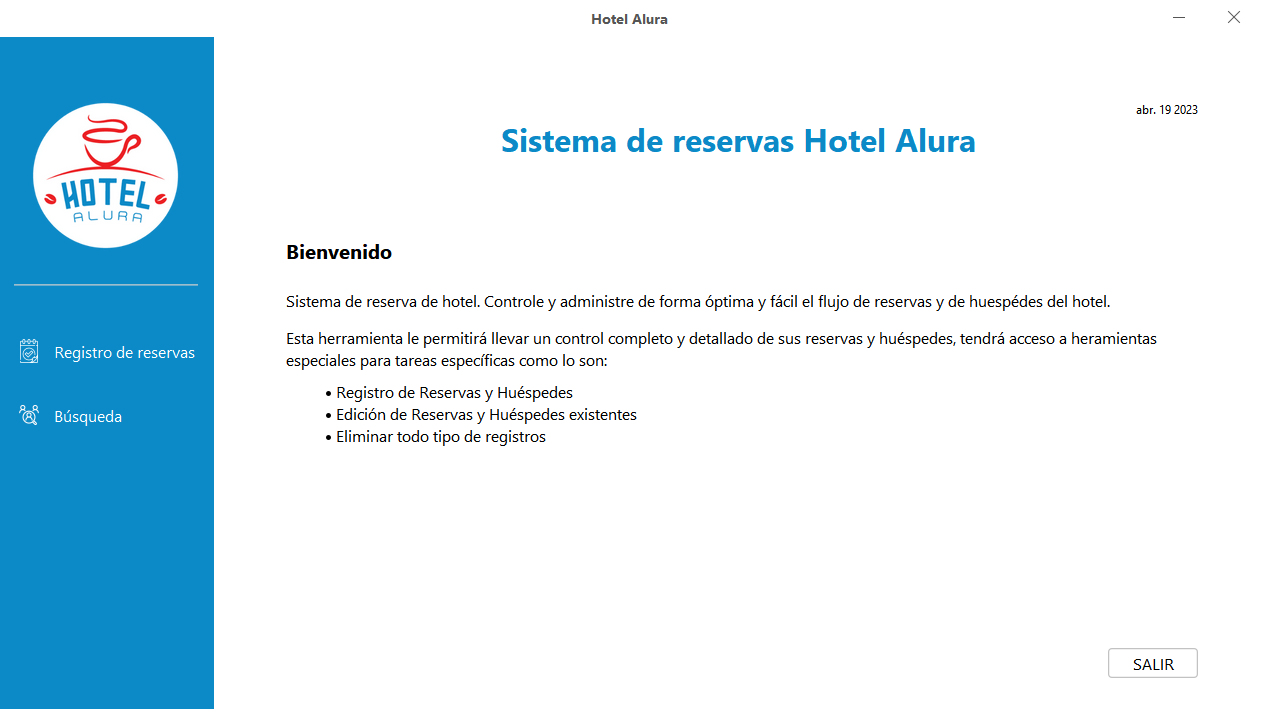 Hotel Alura
HOTEL
ALURA
Registro de reservas
Búsqueda
abr. 19 2023
Sistema de reservas Hotel Alura
Bienvenido
Sistema de reserva de hotel. Controle y administre de forma óptima y fácil el flujo de reservas y de huespédes del hotel.
Esta herramienta le permitirá llevar un control completo y detallado de sus reservas y huéspedes, tendrá acceso a heramientas
especiales para tareas específicas como lo son:
• Registro de Reservas y Huéspedes
• Edición de Reservas y Huéspedes existentes
• Eliminar todo tipo de registros
SALIR